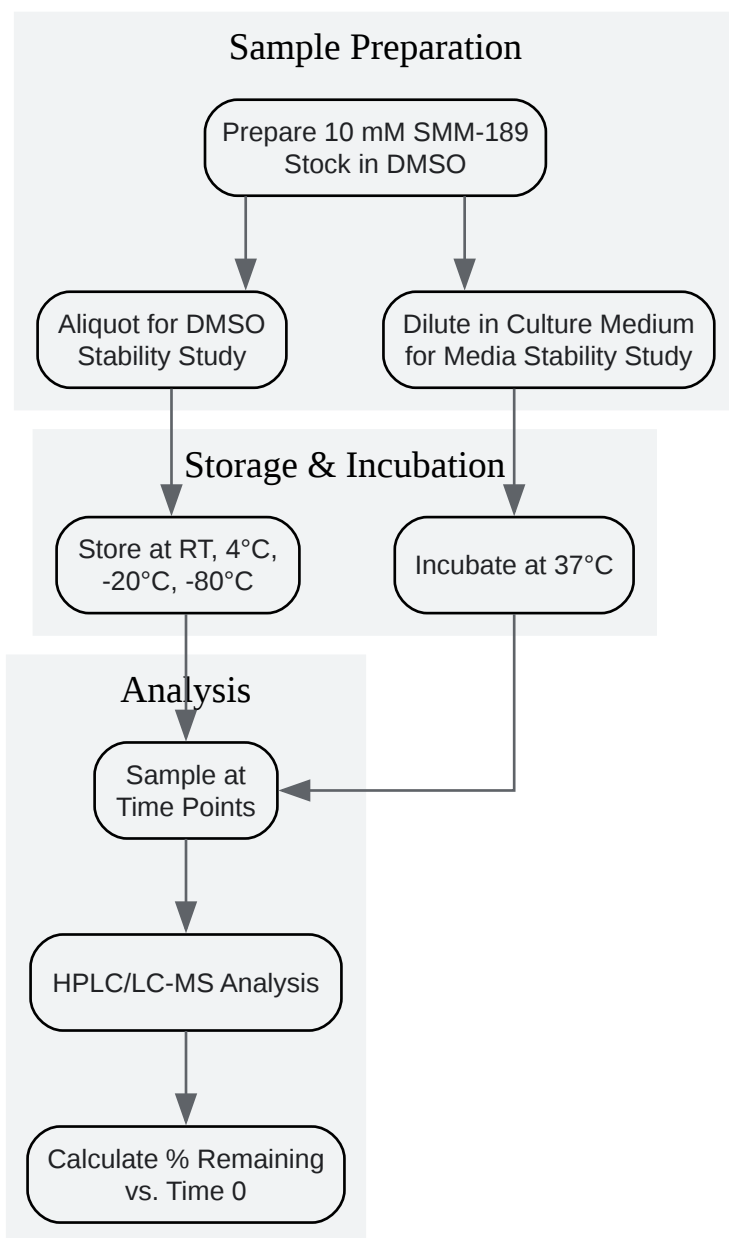 Sample Preparation
Prepare 10 mM SMM-189
Stock in DMSO
Aliquot for DMSO
Stability Study
Dilute in Culture Medium
for Media Stability Study
Storage & Incubation
Store at RT, 4°C,
-20°C, -80°C
Incubate at 37°C
Analysis
Sample at
Time Points
HPLC/LC-MS Analysis
Calculate % Remaining
vs. Time 0